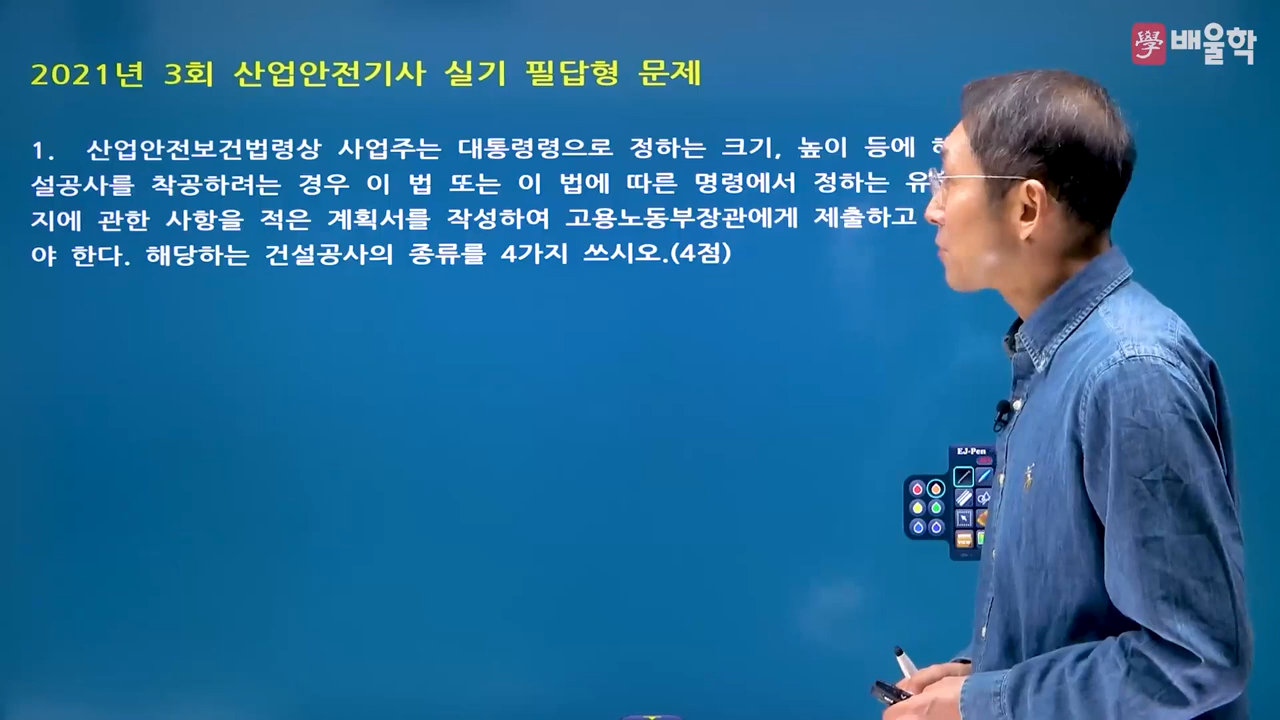 學 배울학
2021년 3회 산업안전기사 실기 필답형 문제
1. 산업안전보건법령상 사업주는 대통령령으로 정하는 크기, 높이 등에
설공사를 착공하려는 경우 이 법 또는 이 법에 따른 명령에서 정하는
지에 관한 사항을 적은 계획서를 작성하여 고용노동부장관에게 제출하고
야 한다. 해당하는 건설공사의 종류를 4가지 쓰시오.(4점)
EJ-Pen